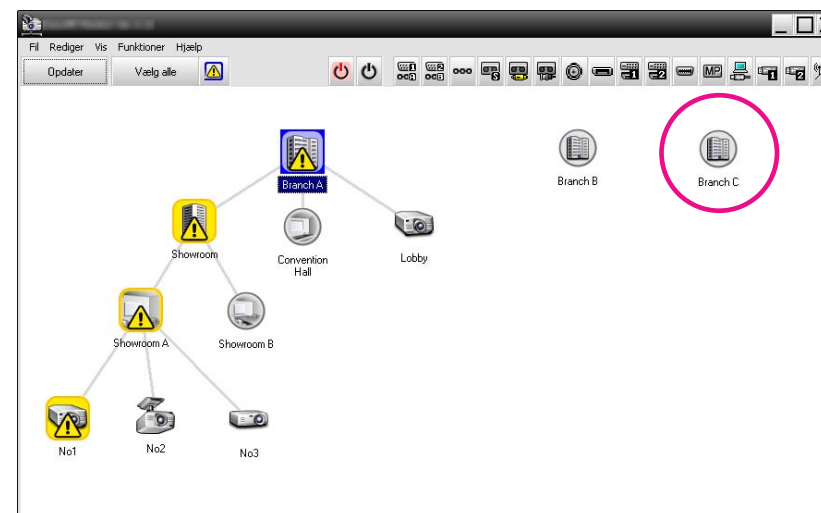 Fil Rediger Vis Funktioner Hjælp
Opdater Vælg alle
MP
Branch A
Branch B
Branch C
Showroom
Convention
Hall
Lobby
Showroom A
Showroom B
No1
No2
No3